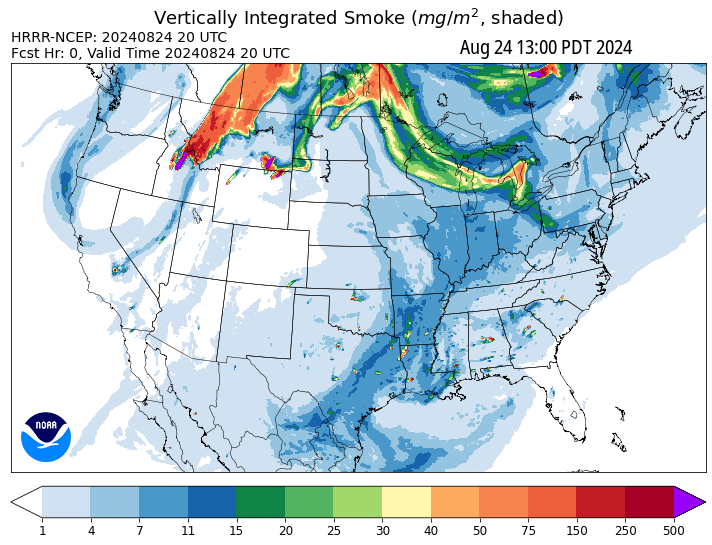 Vertically Integrated Smoke (mg/m², shaded)
HRRR-NCEP: 20240824 20 UTC
Fcst Hr: 0, Valid Time 20240824 20 UTC
Aug 24 13:00 PDT 2024
NOAA
1 4 7 11 15 20 25 30 40 50 75 150 250 500